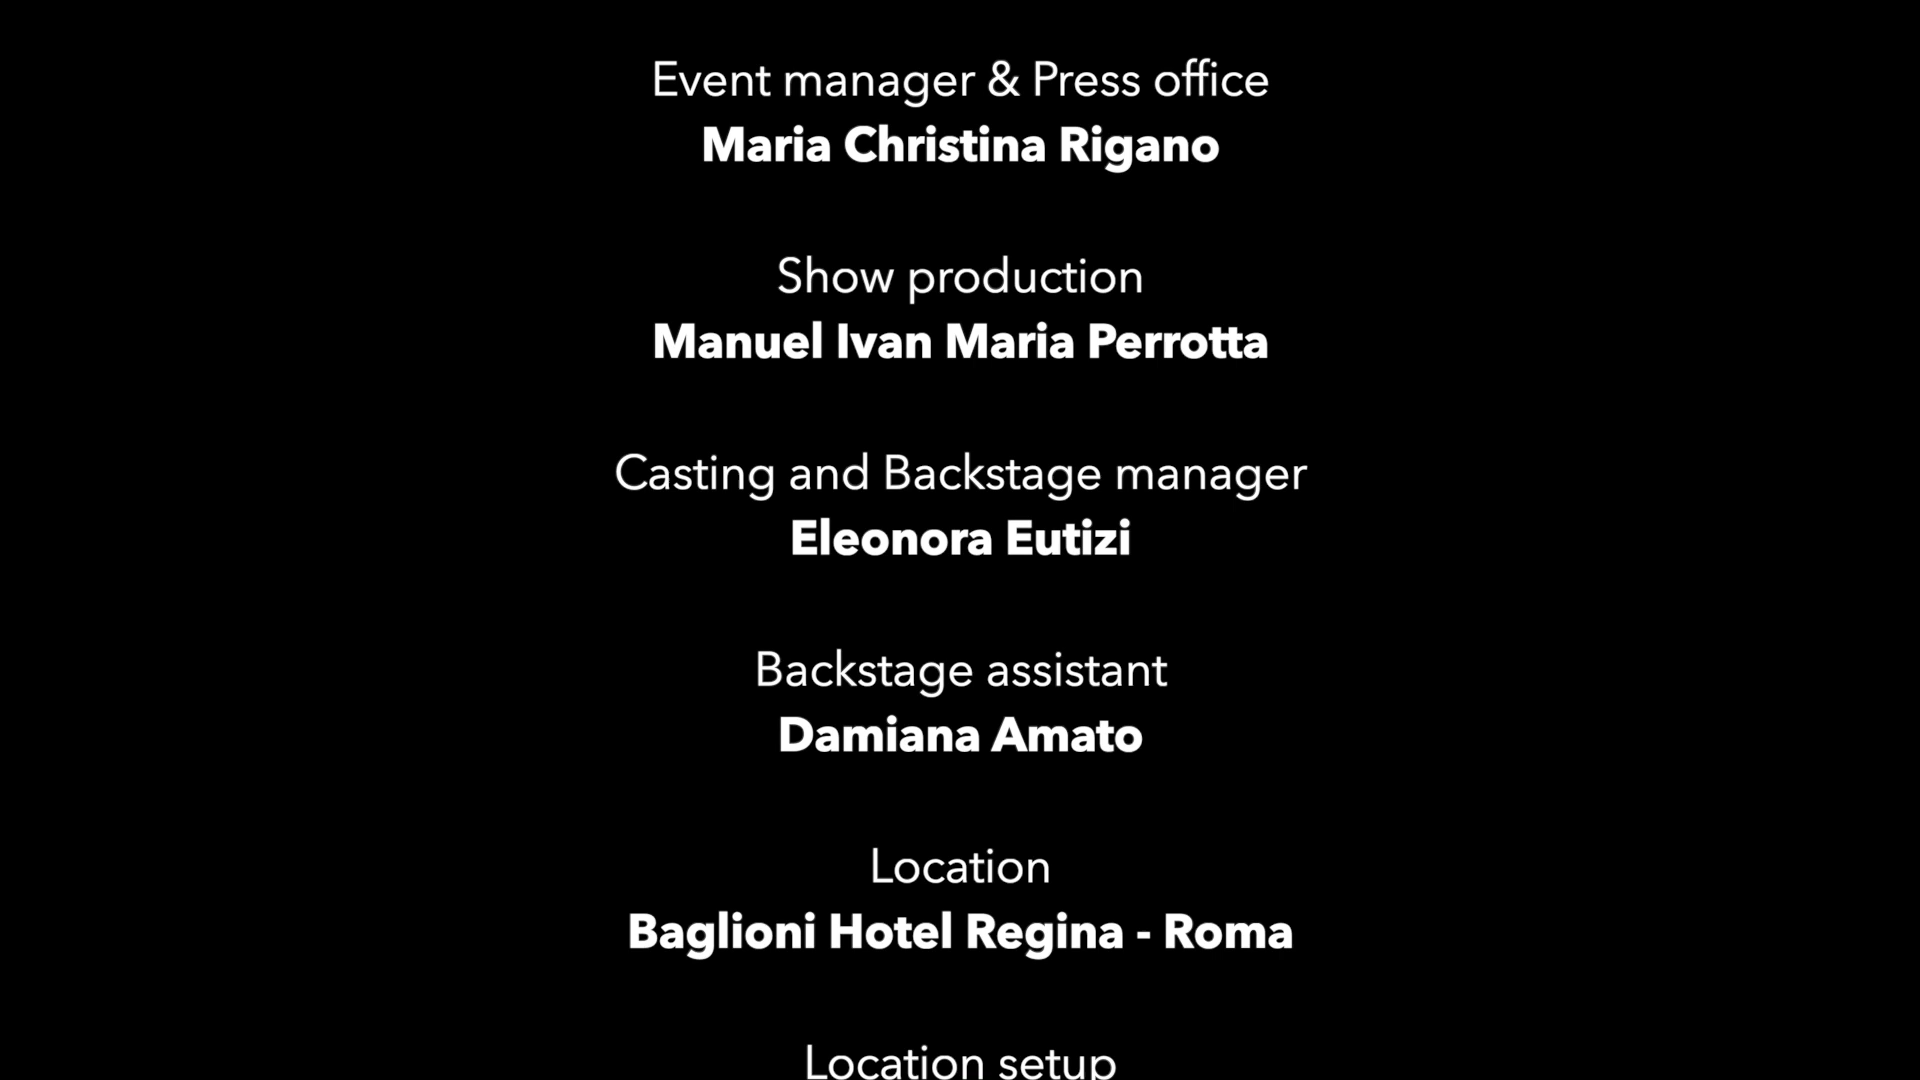 Event manager & Press office
Maria Christina Rigano
Show production
Manuel Ivan Maria Perrotta
Casting and Backstage manager
Eleonora Eutizi
Backstage assistant
Damiana Amato
Location
Baglioni Hotel Regina - Roma
Location setup